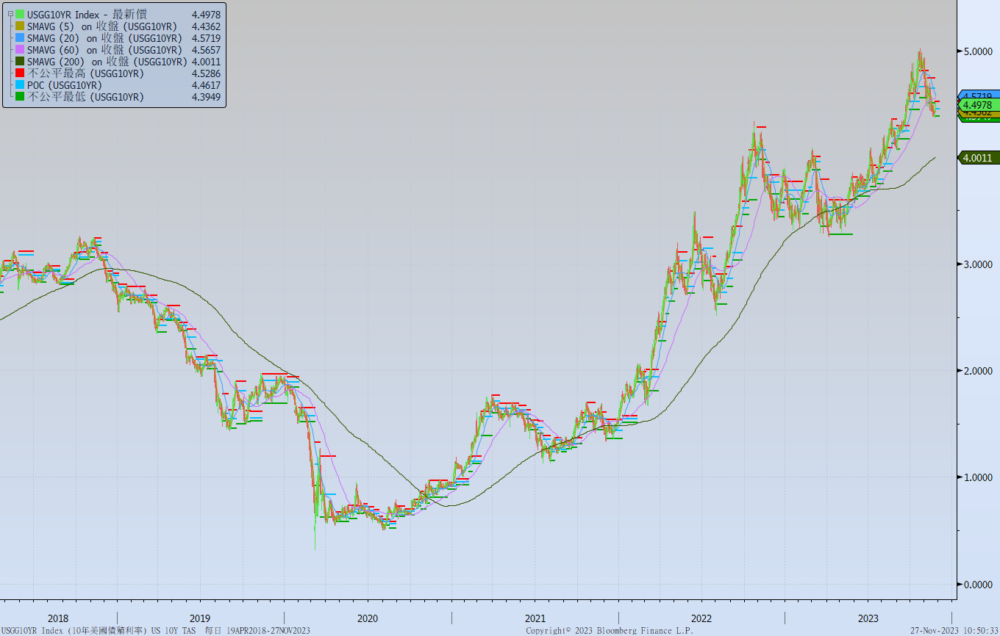 USGG10YR Index - 最新價 4.4978
SMAVG (5) on 收盤 (USGG10YR) 4.4362
SMAVG (20) on 收盤 (USGG10YR) 4.5719
SMAVG (60) on 收盤 (USGG10YR) 4.5657
SMAVG (200) on 收盤 (USGG10YR) 4.0011
不公平最高 (USGG10YR) 4.5286
POC (USGG10YR) 4.4617
不公平最低 (USGG10YR) 4.3949
5.0000
4.5719
4.4978
4.4362
4.0011
3.0000
2.0000
1.0000
0.0000
2018 2019 2020 2021 2022 2023
USGG10YR Index (10年美國債殖利率) US 10Y TAS 每日 19APR2018-27NOV2023 Copyright© 2023 Bloomberg Finance L.P. 27-Nov-2023 10:50:33